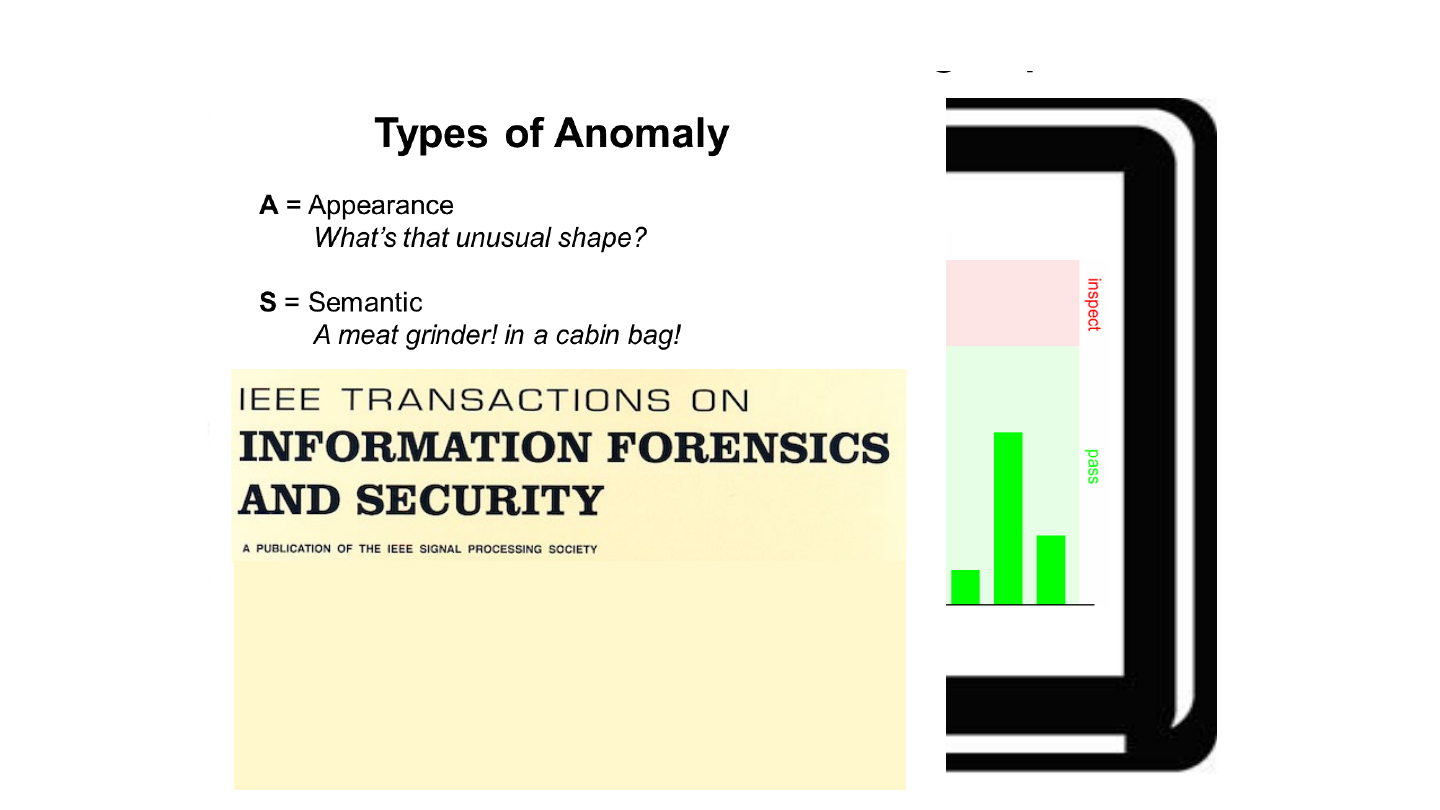 Types of Anomaly
A = Appearance
What's that unusual shape?
S = Semantic
A meat grinder! in a cabin bag!
IEEE TRANSACTIONS ON
INFORMATION FORENSICS
AND SECURITY
A PUBLICATION OF THE IEEE SIGNAL PROCESSING SOCIETY
inspect
pass